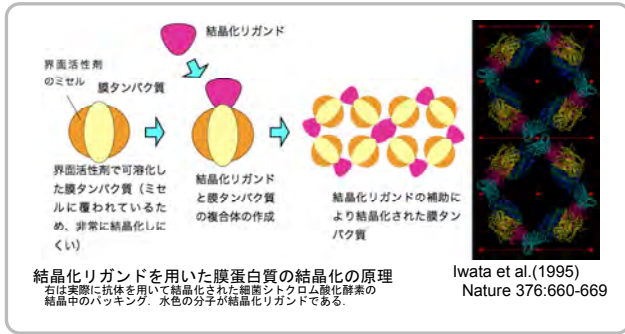 結晶化リガンド
界面活性剤
のミセル
膜タンパク質
界面活性剤で可溶化し
た膜タンパク質（ミセ
ルに覆われているた
め、非常に結晶化しに
くい）
結晶化リガンド
と膜タンパク質
の複合体の作成
結晶化リガンドの補助に
より結晶化された膜タン
パク質
結晶化リガンドを用いた膜蛋白質の結晶化の原理
右は実際に抗体を用いて結晶化された細菌シトクロム酸化酵素の
結晶中のパッキング．水色の分子が結晶化リガンドである．
Iwata et al.(1995)
Nature 376:660-669